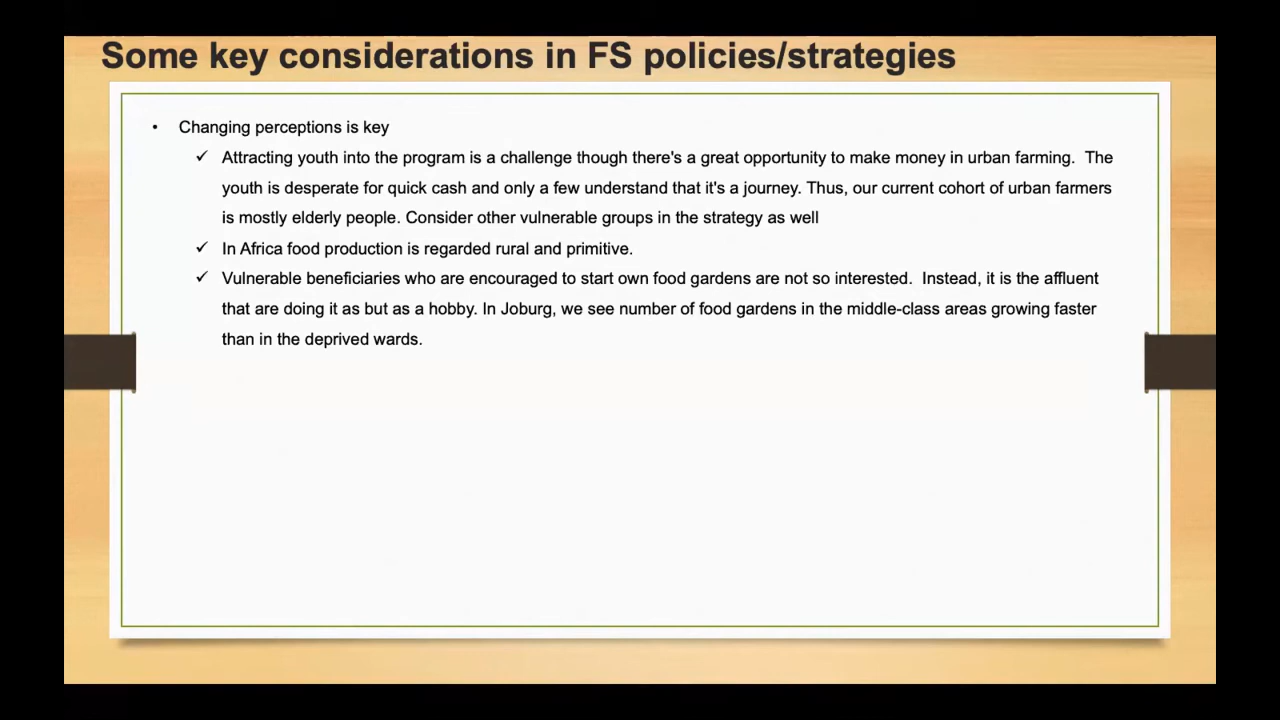 Some key considerations in FS policies/strategies
• Changing perceptions is key
✓ Attracting youth into the program is a challenge though there's a great opportunity to make money in urban farming.  The
youth is desperate for quick cash and only a few understand that it's a journey. Thus, our current cohort of urban farmers
is mostly elderly people. Consider other vulnerable groups in the strategy as well
✓ In Africa food production is regarded rural and primitive.
✓ Vulnerable beneficiaries who are encouraged to start own food gardens are not so interested.  Instead, it is the affluent
that are doing it as but as a hobby. In Joburg, we see number of food gardens in the middle-class areas growing faster
than in the deprived wards.